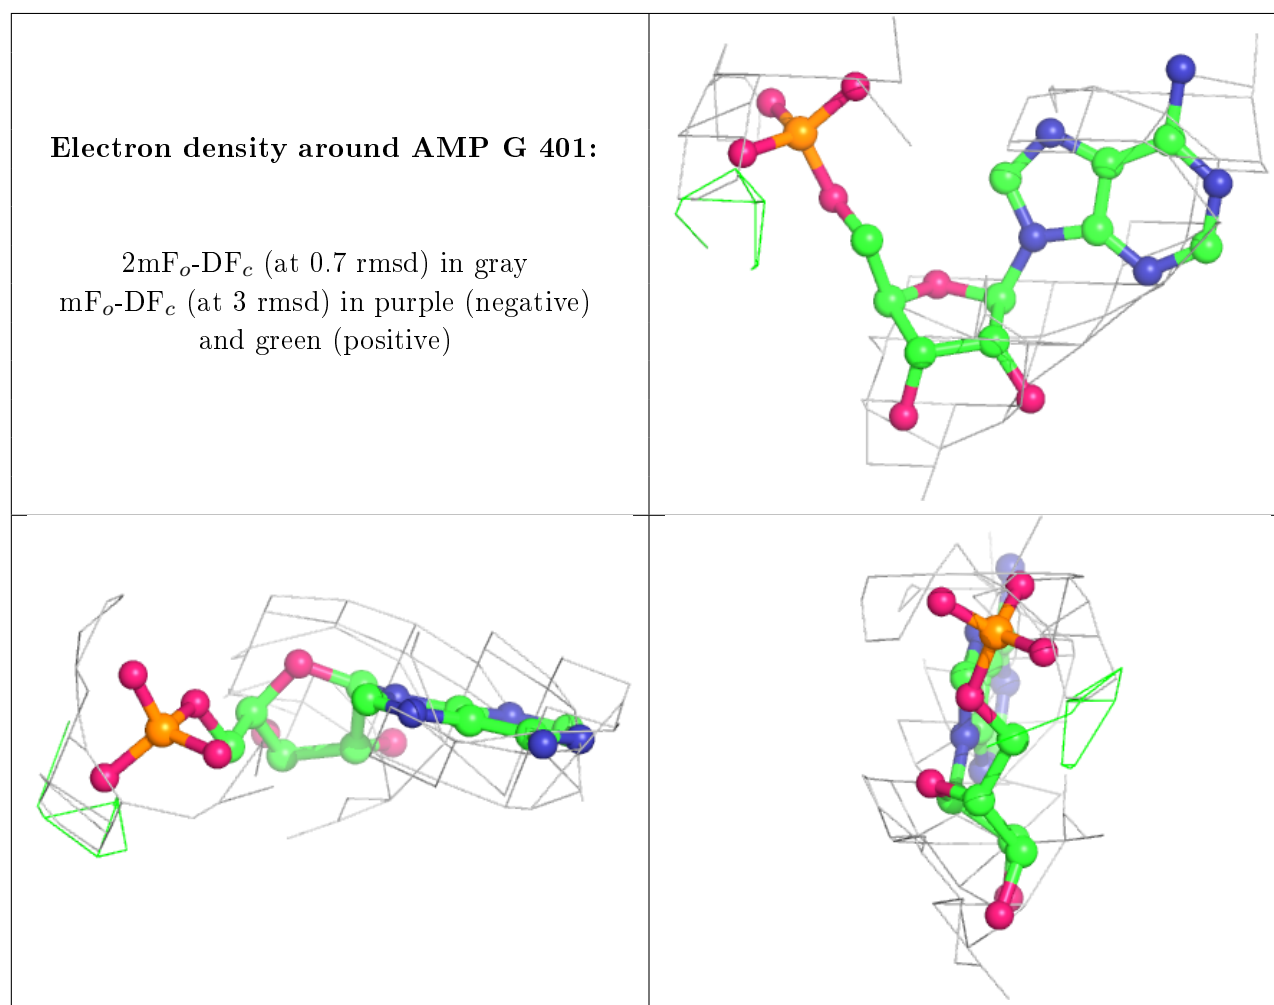 Electron density around AMP G 401:
2mFo-DFc (at 0.7 rmsd) in gray
mFo-DFc (at 3 rmsd) in purple (negative)
and green (positive)